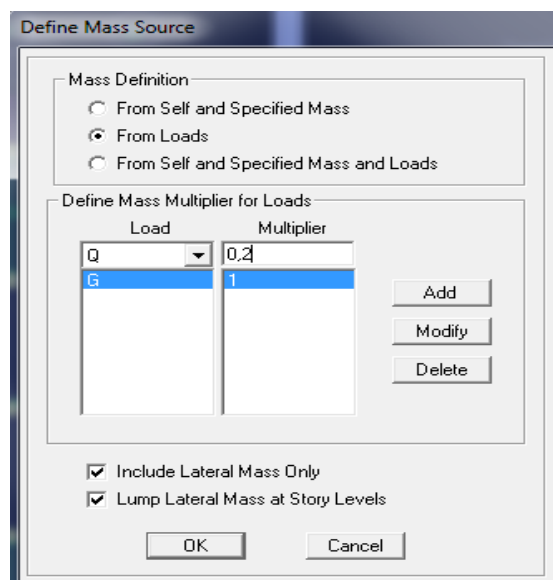 Define Mass Source
Mass Definition
From Self and Specified Mass
From Loads
From Self and Specified Mass and Loads
Define Mass Multiplier for Loads
Load Multiplier
Q 0,2
G 1
Add
Modify
Delete
Include Lateral Mass Only
Lump Lateral Mass at Story Levels
OK Cancel